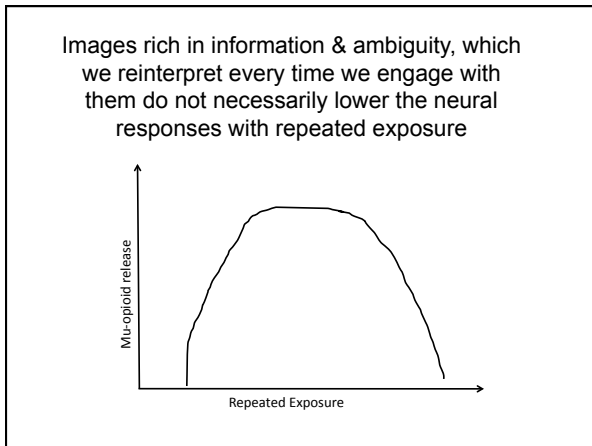 Images rich in information & ambiguity, which
we reinterpret every time we engage with
them do not necessarily lower the neural
responses with repeated exposure
Mu-opioid release
Repeated Exposure